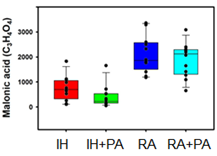 Malonic acid (C₃H₄O₄)
3000
2000
1000
0
IH IH+PA RA RA+PA